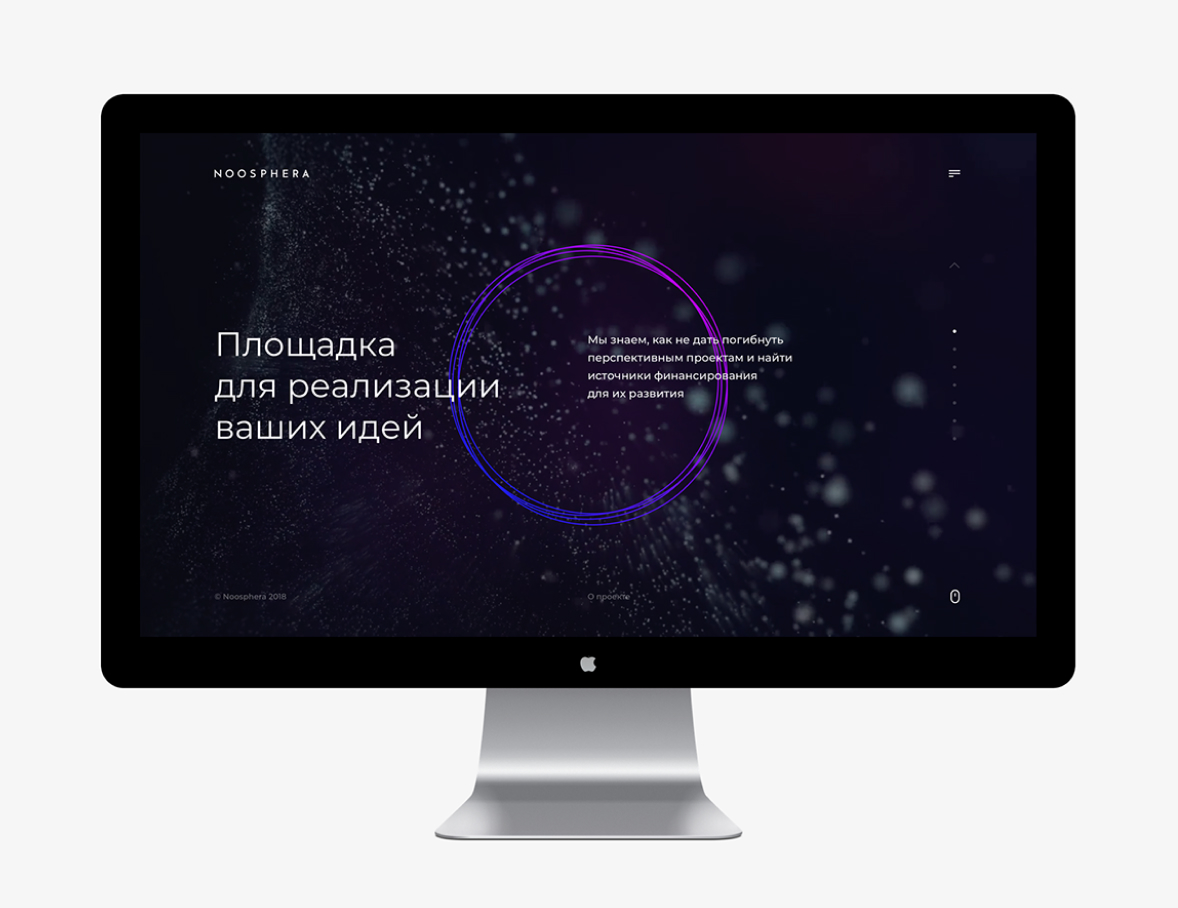 NOOSPHERA
Площадка
для реализации
ваших идей
Мы знаем, как не дать погибнуть
перспективным проектам и найти
источники финансирования
для их развития
© Noosphera 2018
О проекте